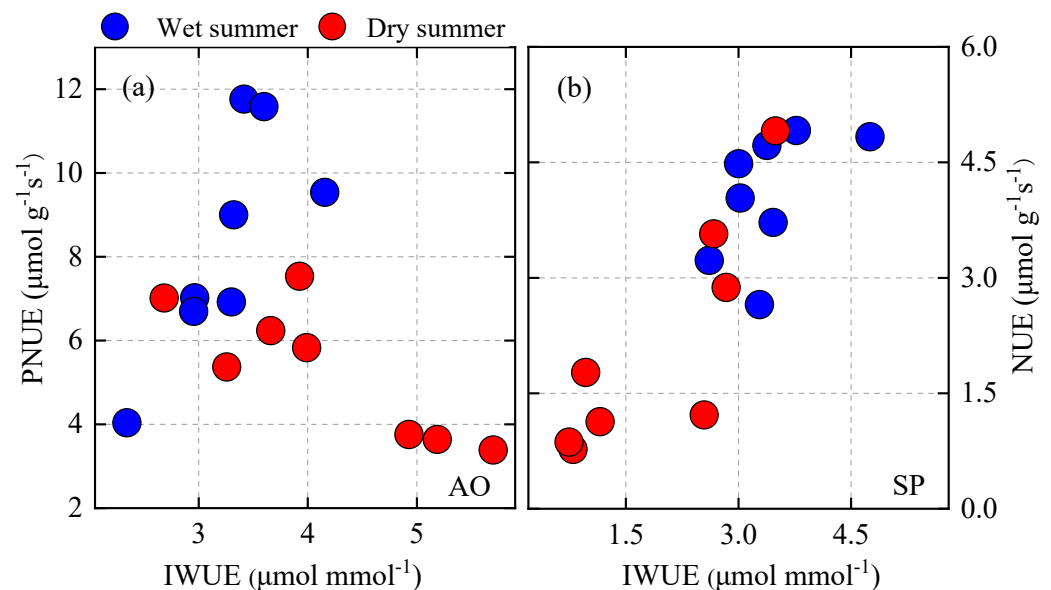 Wet summer Dry summer
(a)
12
10
8
6
4
2
PNUE (μmol g⁻¹s⁻¹)
AO
3 4 5
IWUE (μmol mmol⁻¹)
(b)
6.0
4.5
3.0
1.5
0.0
NUE (μmol g⁻¹s⁻¹)
SP
1.5 3.0 4.5
IWUE (μmol mmol⁻¹)